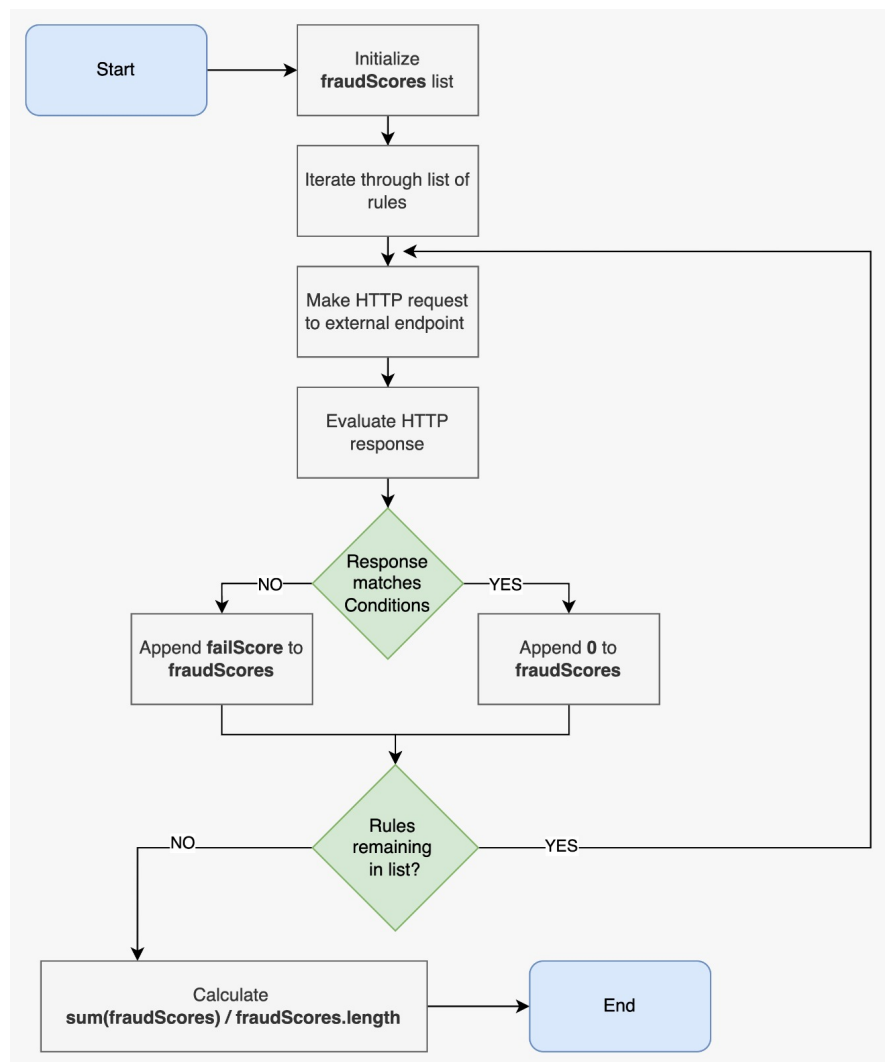 Start
Initialize
fraudScores list
Iterate through list of
rules
Make HTTP request
to external endpoint
Evaluate HTTP
response
Response
matches
Conditions
NO
YES
Append failScore to
fraudScores
Append 0 to
fraudScores
Rules
remaining
in list?
NO
YES
Calculate
sum(fraudScores) / fraudScores.length
End